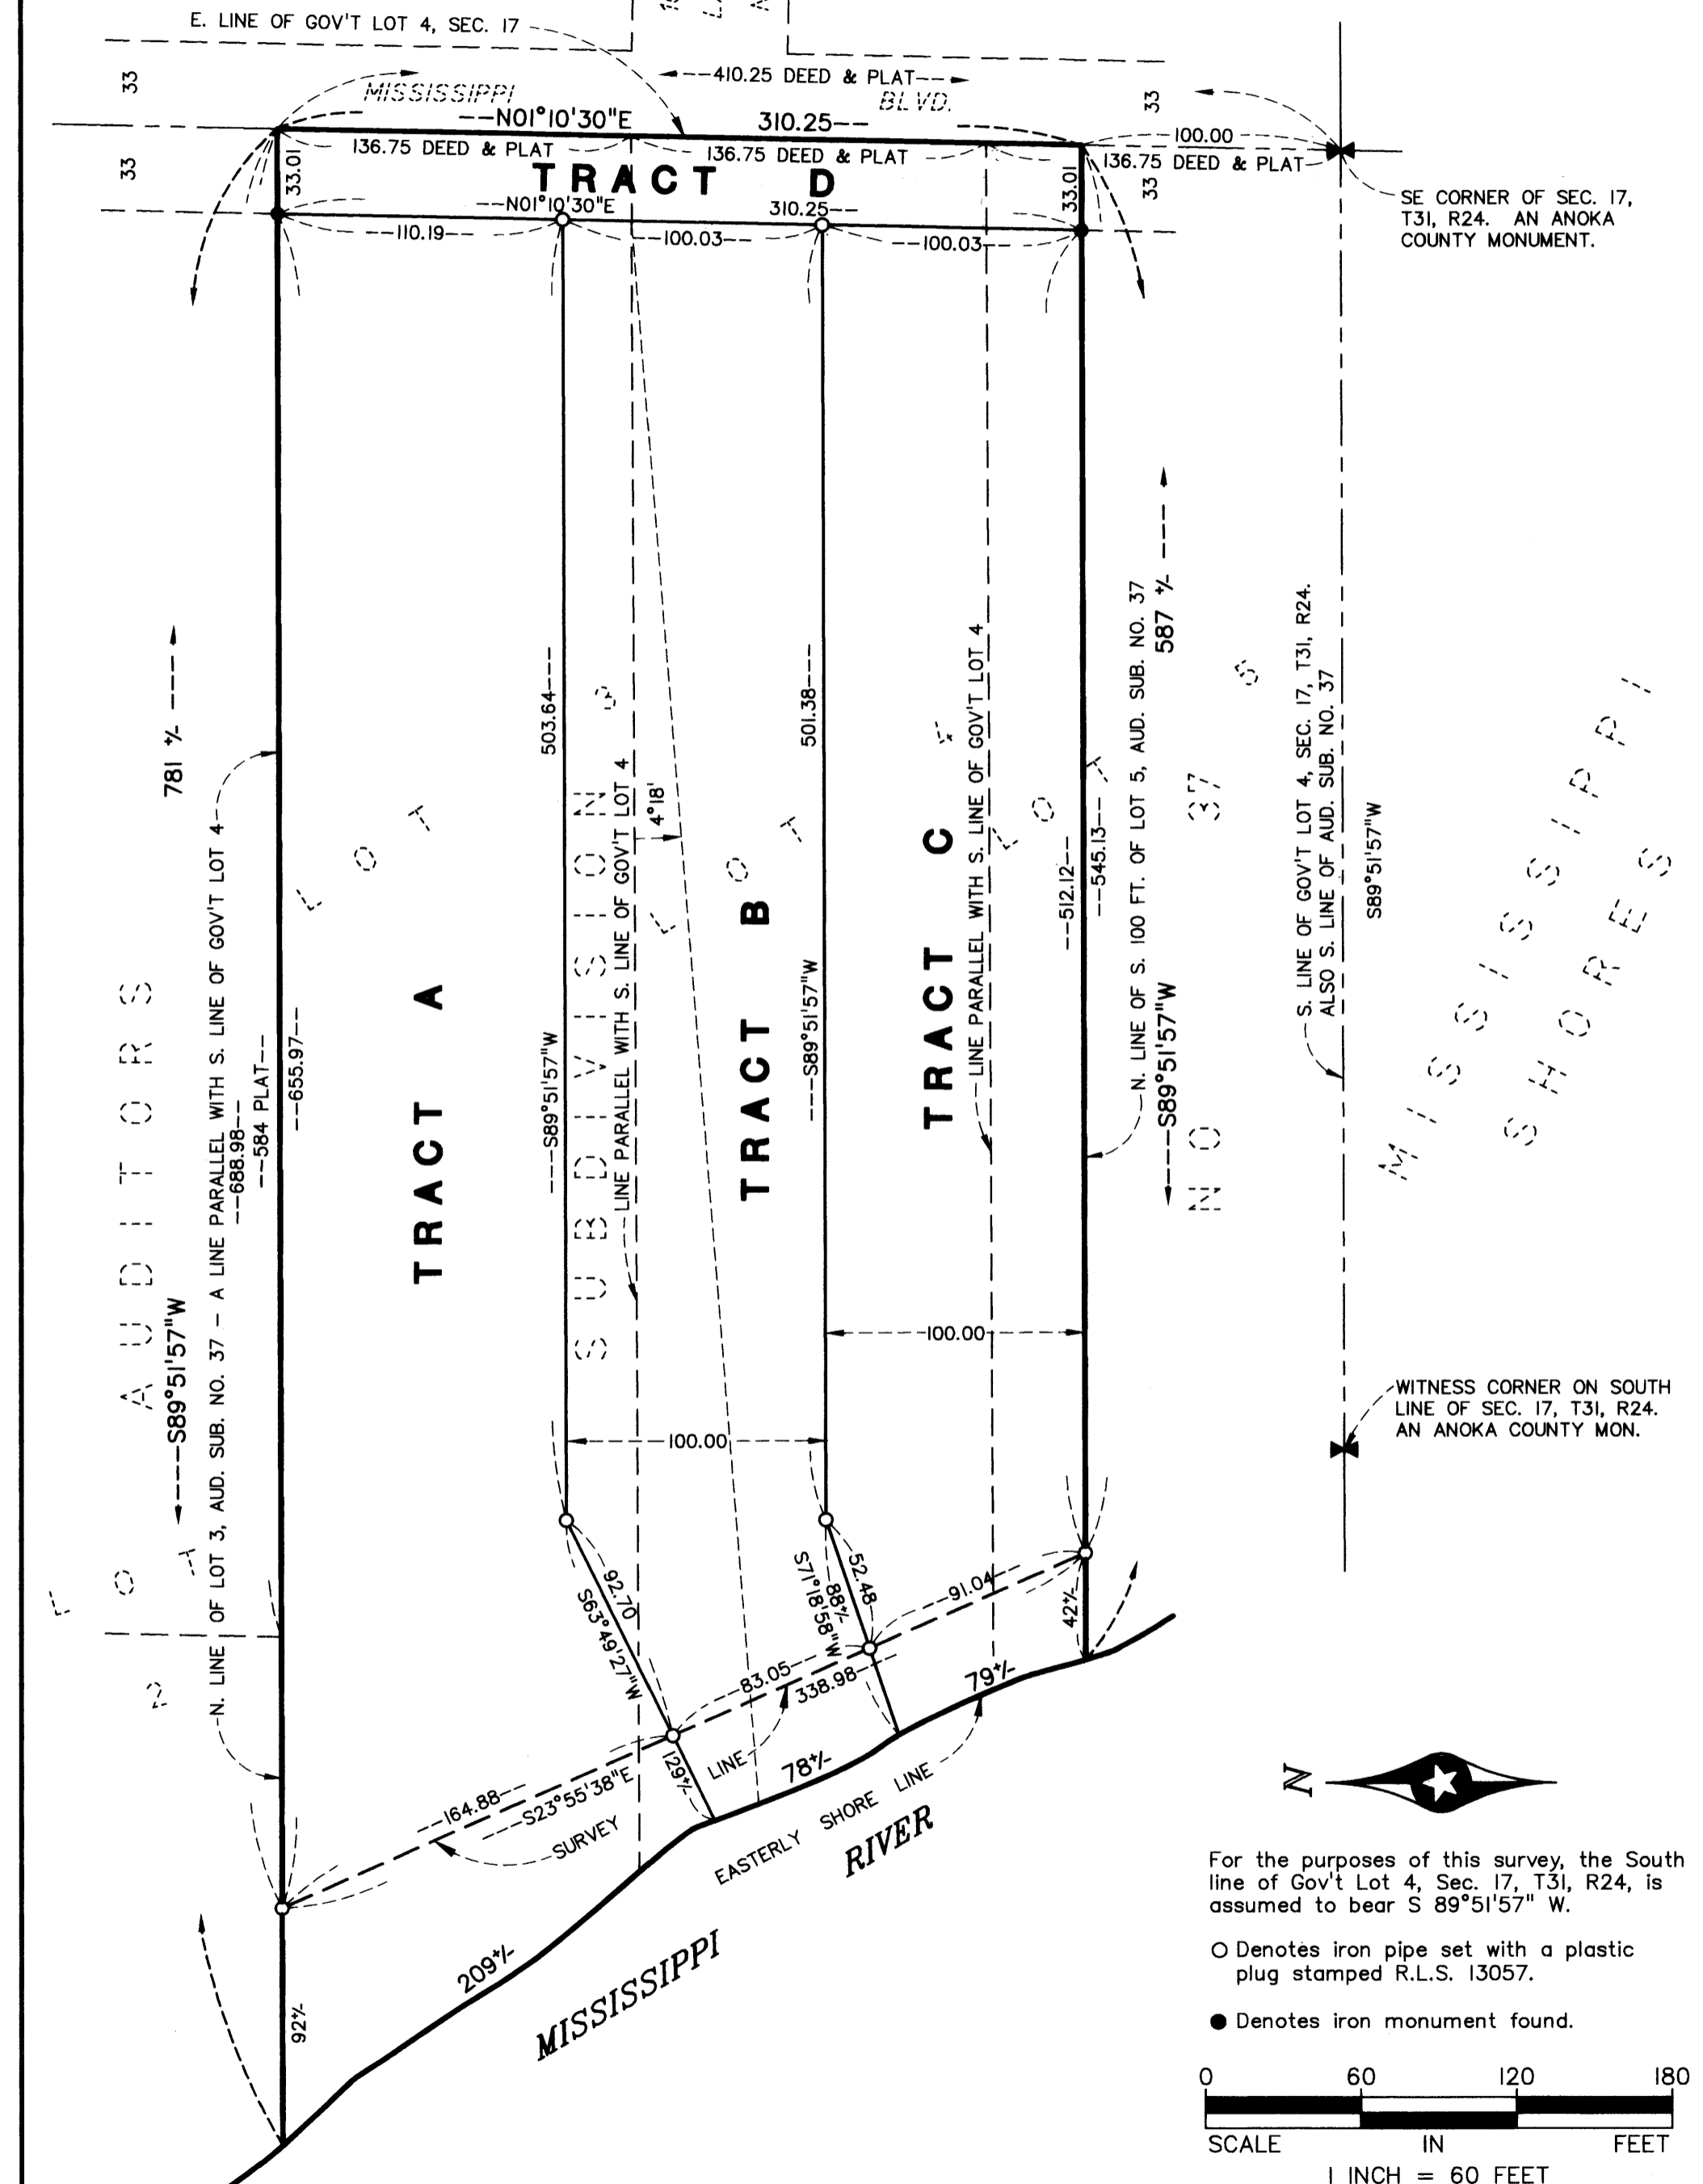 E. LINE OF GOV'T LOT 4, SEC. 17
33
410.25 DEED & PLAT
MISSISSIPPI
BLVD.
33
N01°10'30"E
310.25
100.00
136.75 DEED & PLAT
136.75 DEED & PLAT
136.75 DEED & PLAT
33
33.01
TRACT D
33.01
33
SE CORNER OF SEC. 17,
T31, R24. AN ANOKA
COUNTY MONUMENT.
N01°10'30"E
310.25
110.19
100.03
100.03
781 +/-
S89°51'57"W
AUDITORS
SUBDIVISION
NO 37
N. LINE OF LOT 3, AUD. SUB. NO. 37 - A LINE PARALLEL WITH S. LINE OF GOV'T LOT 4
688.98
584 PLAT
655.97
LOT 3
TRACT A
503.64
S89°51'57"W
LINE PARALLEL WITH S. LINE OF GOV'T LOT 4
4°18'
LOT 4
TRACT B
501.38
S89°51'57"W
TRACT C
LINE PARALLEL WITH S. LINE OF GOV'T LOT 4
LOT 5
512.12
545.13
N. LINE OF S. 100 FT. OF LOT 5, AUD. SUB. NO. 37
587 +/-
S89°51'57"W
S. LINE OF GOV'T LOT 4, SEC. 17, T31, R24.
ALSO S. LINE OF AUD. SUB. NO. 37
S89°51'57"W
MISSISSIPPI
SHORES
100.00
100.00
WITNESS CORNER ON SOUTH
LINE OF SEC. 17, T31, R24.
AN ANOKA COUNTY MON.
LOT
2
92.70
S63°49'27"W
129+/-
52.48
88+/-
S71°18'58"W
91.04
42+/-
83.05
338.98
79+/-
164.88
S23°55'38"E
SURVEY
LINE
78+/-
EASTERLY SHORE LINE
209+/-
92+/-
MISSISSIPPI
RIVER
N
For the purposes of this survey, the South
line of Gov't Lot 4, Sec. 17, T31, R24, is
assumed to bear S 89°51'57" W.
Denotes iron pipe set with a plastic
plug stamped R.L.S. 13057.
Denotes iron monument found.
0 60 120 180
SCALE IN FEET
1 INCH = 60 FEET